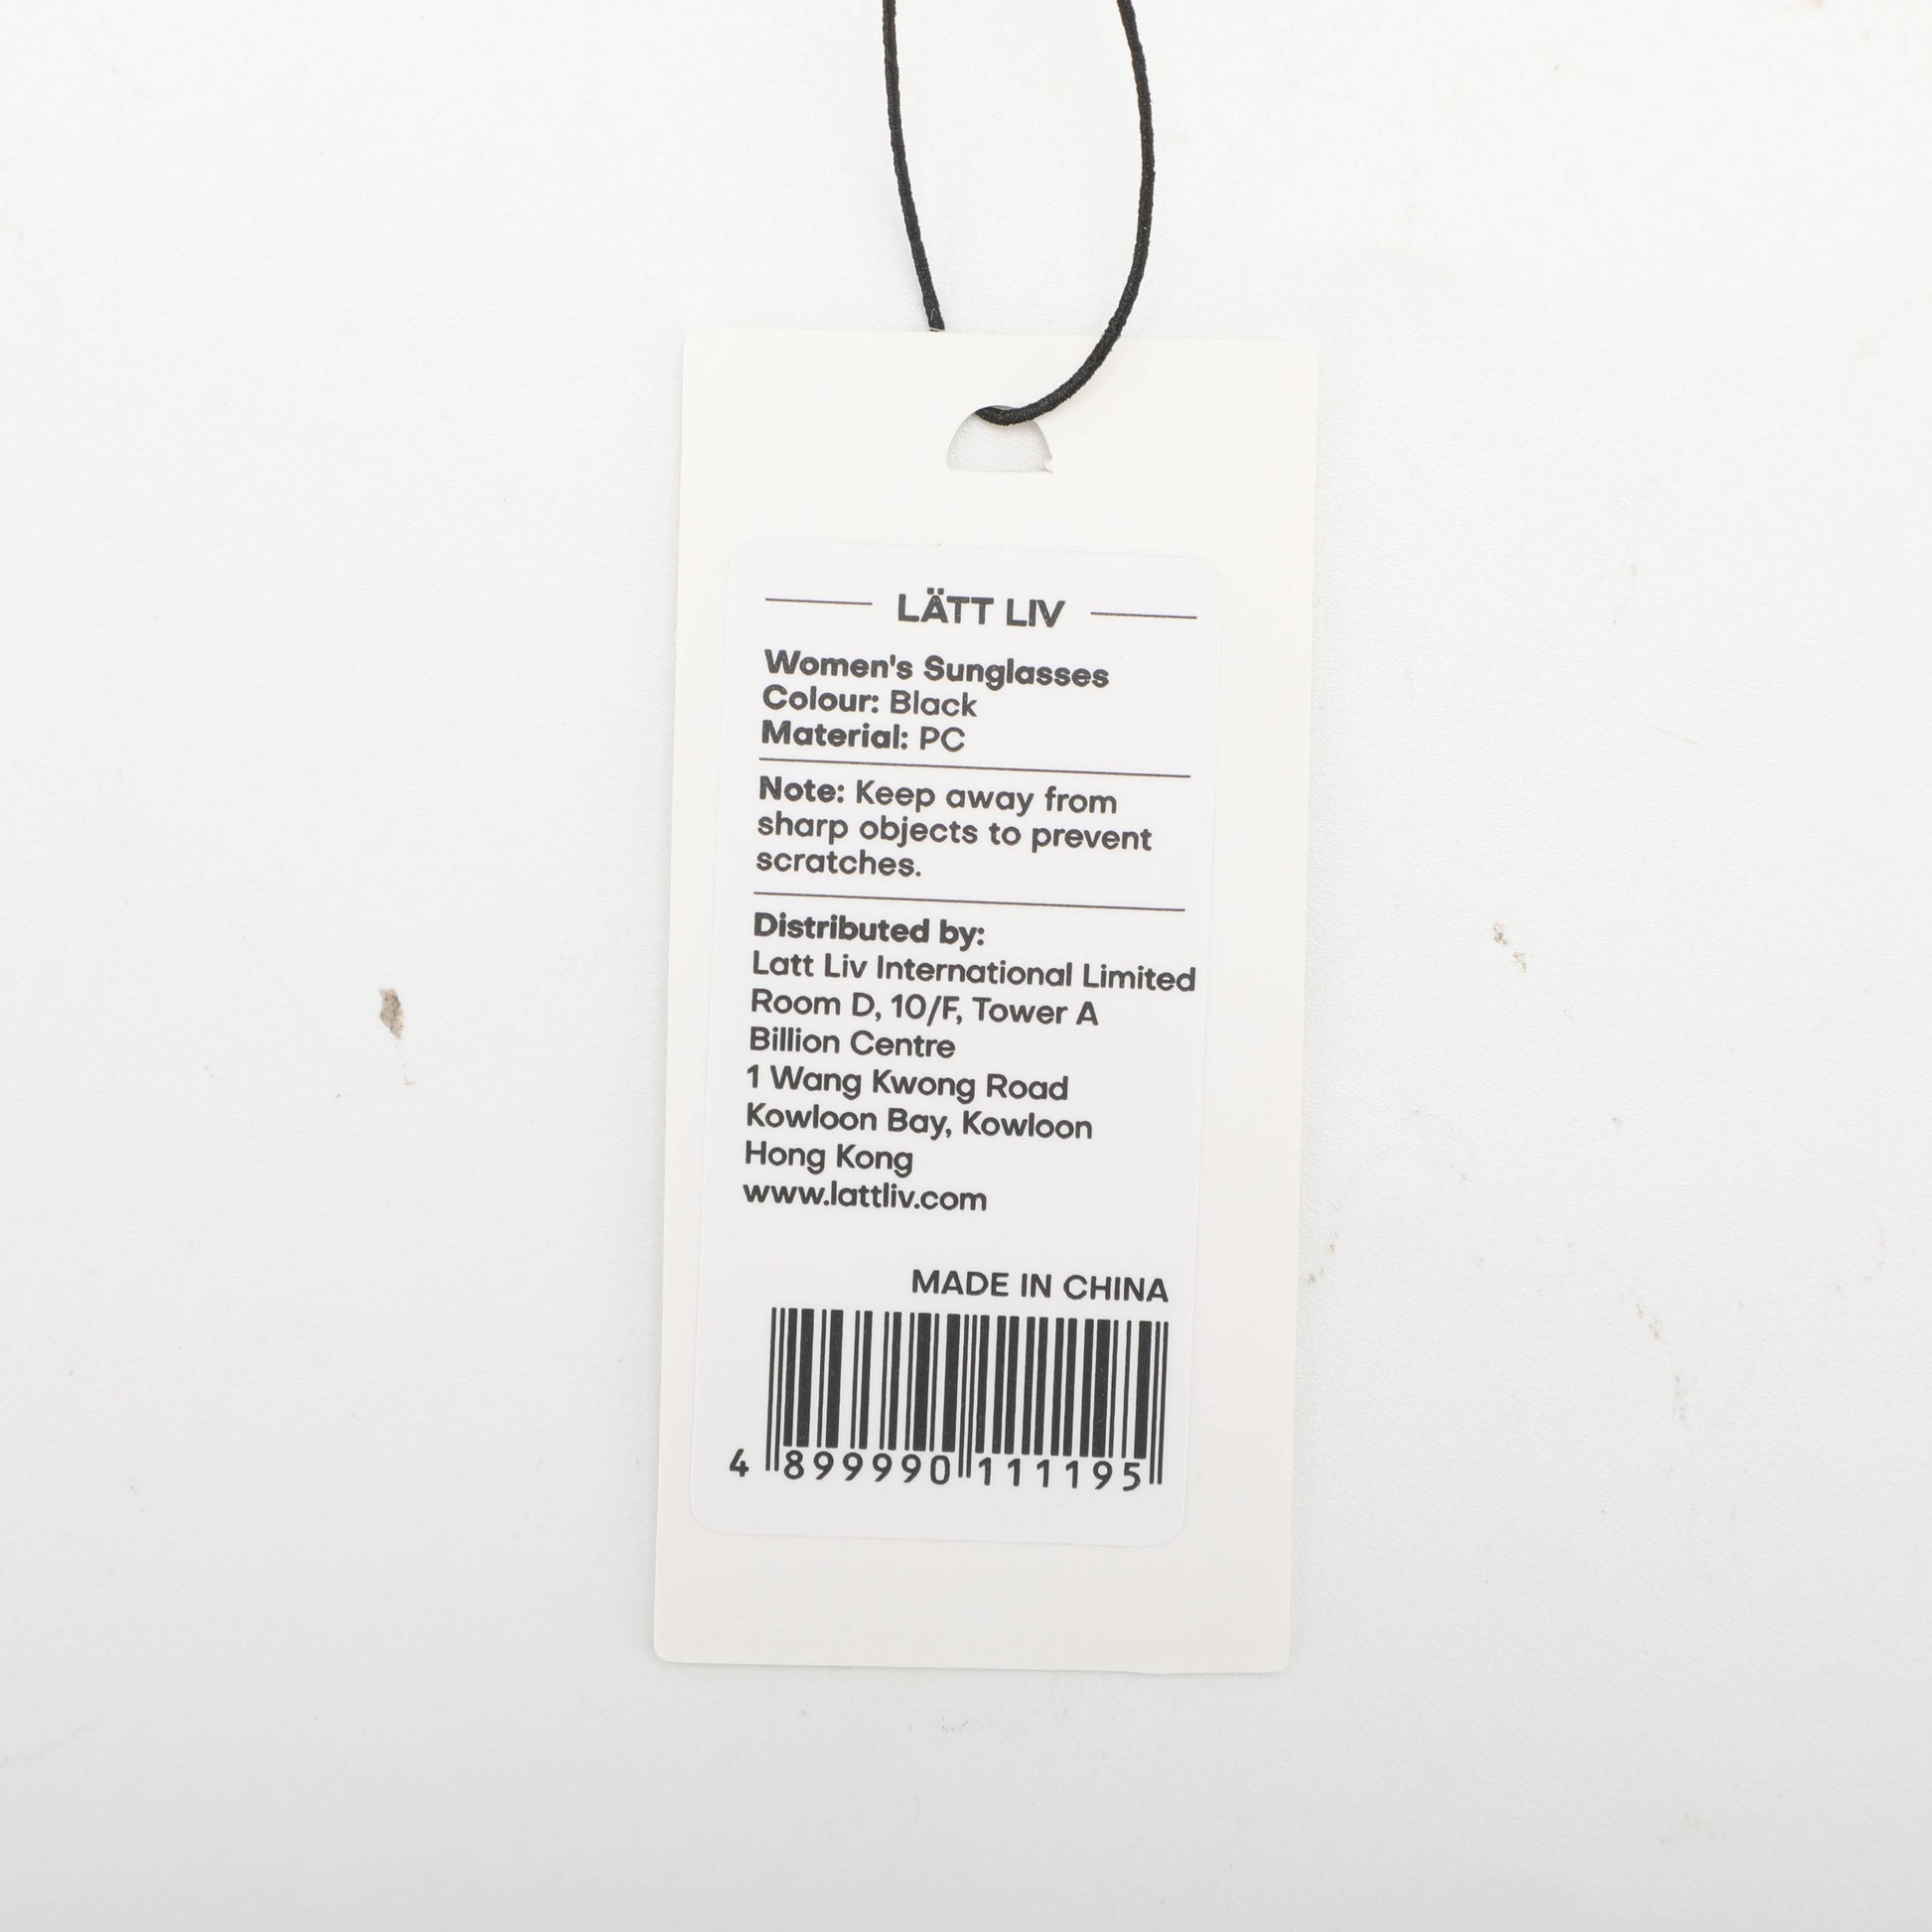 LÄTT LIV
Women's Sunglasses
Colour: Black
Material: PC
Note: Keep away from
sharp objects to prevent
scratches.
Distributed by:
Latt Liv International Limited
Room D, 10/F, Tower A
Billion Centre
1 Wang Kwong Road
Kowloon Bay, Kowloon
Hong Kong
www.lattliv.com
MADE IN CHINA
4 899990 111195